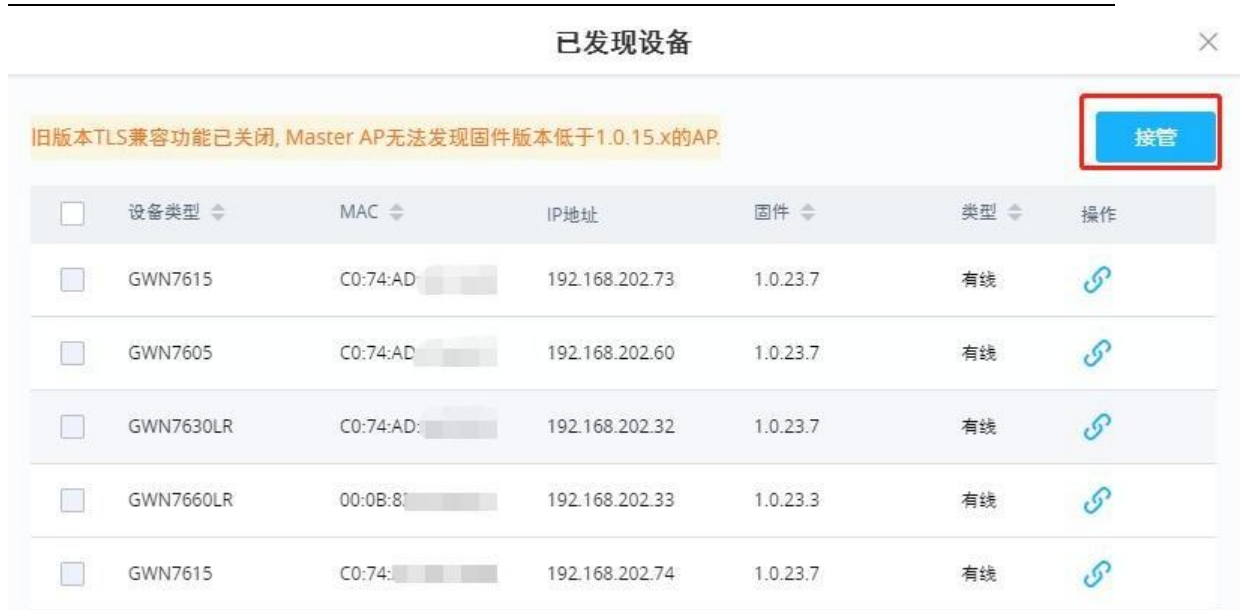 已发现设备
旧版本TLS兼容功能已关闭, Master AP无法发现固件版本低于1.0.15.x的AP.
接管
设备类型 MAC IP地址 固件 类型 操作
GWN7615 C0:74:AD 192.168.202.73 1.0.23.7 有线
GWN7605 C0:74:AD 192.168.202.60 1.0.23.7 有线
GWN7630LR C0:74:AD: 192.168.202.32 1.0.23.7 有线
GWN7660LR 00:0B:8 192.168.202.33 1.0.23.3 有线
GWN7615 C0:74: 192.168.202.74 1.0.23.7 有线